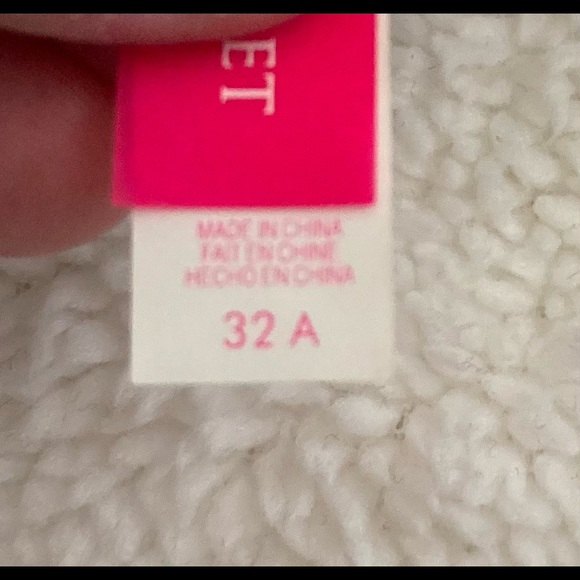 ET
MADE IN CHINA
FAIT EN CHINE
HECHO EN CHINA
32 A